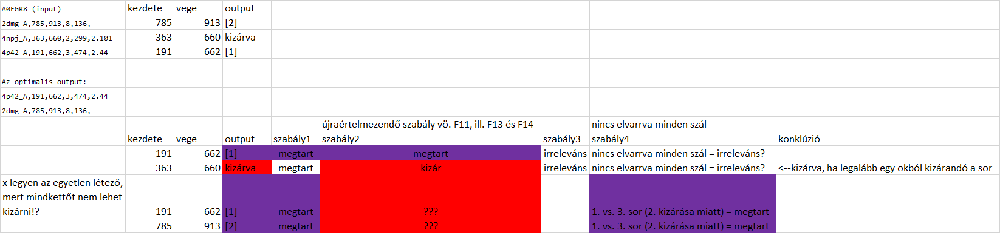 A0FGR8 (input) kezdete vege output
2dmg_A,785,913,8,136,_ 785 913 [2]
4npj_A,363,660,2,299,2.101 363 660 kizárva
4p42_A,191,662,3,474,2.44 191 662 [1]
Az optimalis output:
4p42_A,191,662,3,474,2.44
2dmg_A,785,913,8,136,_
újraértelmezendő szabály vö. F11, ill. F13 és F14 nincs elvarrva minden szál
kezdete vege output szabály1 szabály2 szabály3 szabály4 konklúzió
191 662 [1] megtart megtart irreleváns nincs elvarrva minden szál = irreleváns?
363 660 kizárva megtart kizár irreleváns nincs elvarrva minden szál = irreleváns? <--kizárva, ha legalább egy okból kizárandó a sor
x legyen az egyetlen létező,
mert mindkettőt nem lehet
kizárni!? 191 662 [1] megtart ??? 1. vs. 3. sor (2. kizárása miatt) = megtart
785 913 [2] megtart ??? 1. vs. 3. sor (2. kizárása miatt) = megtart